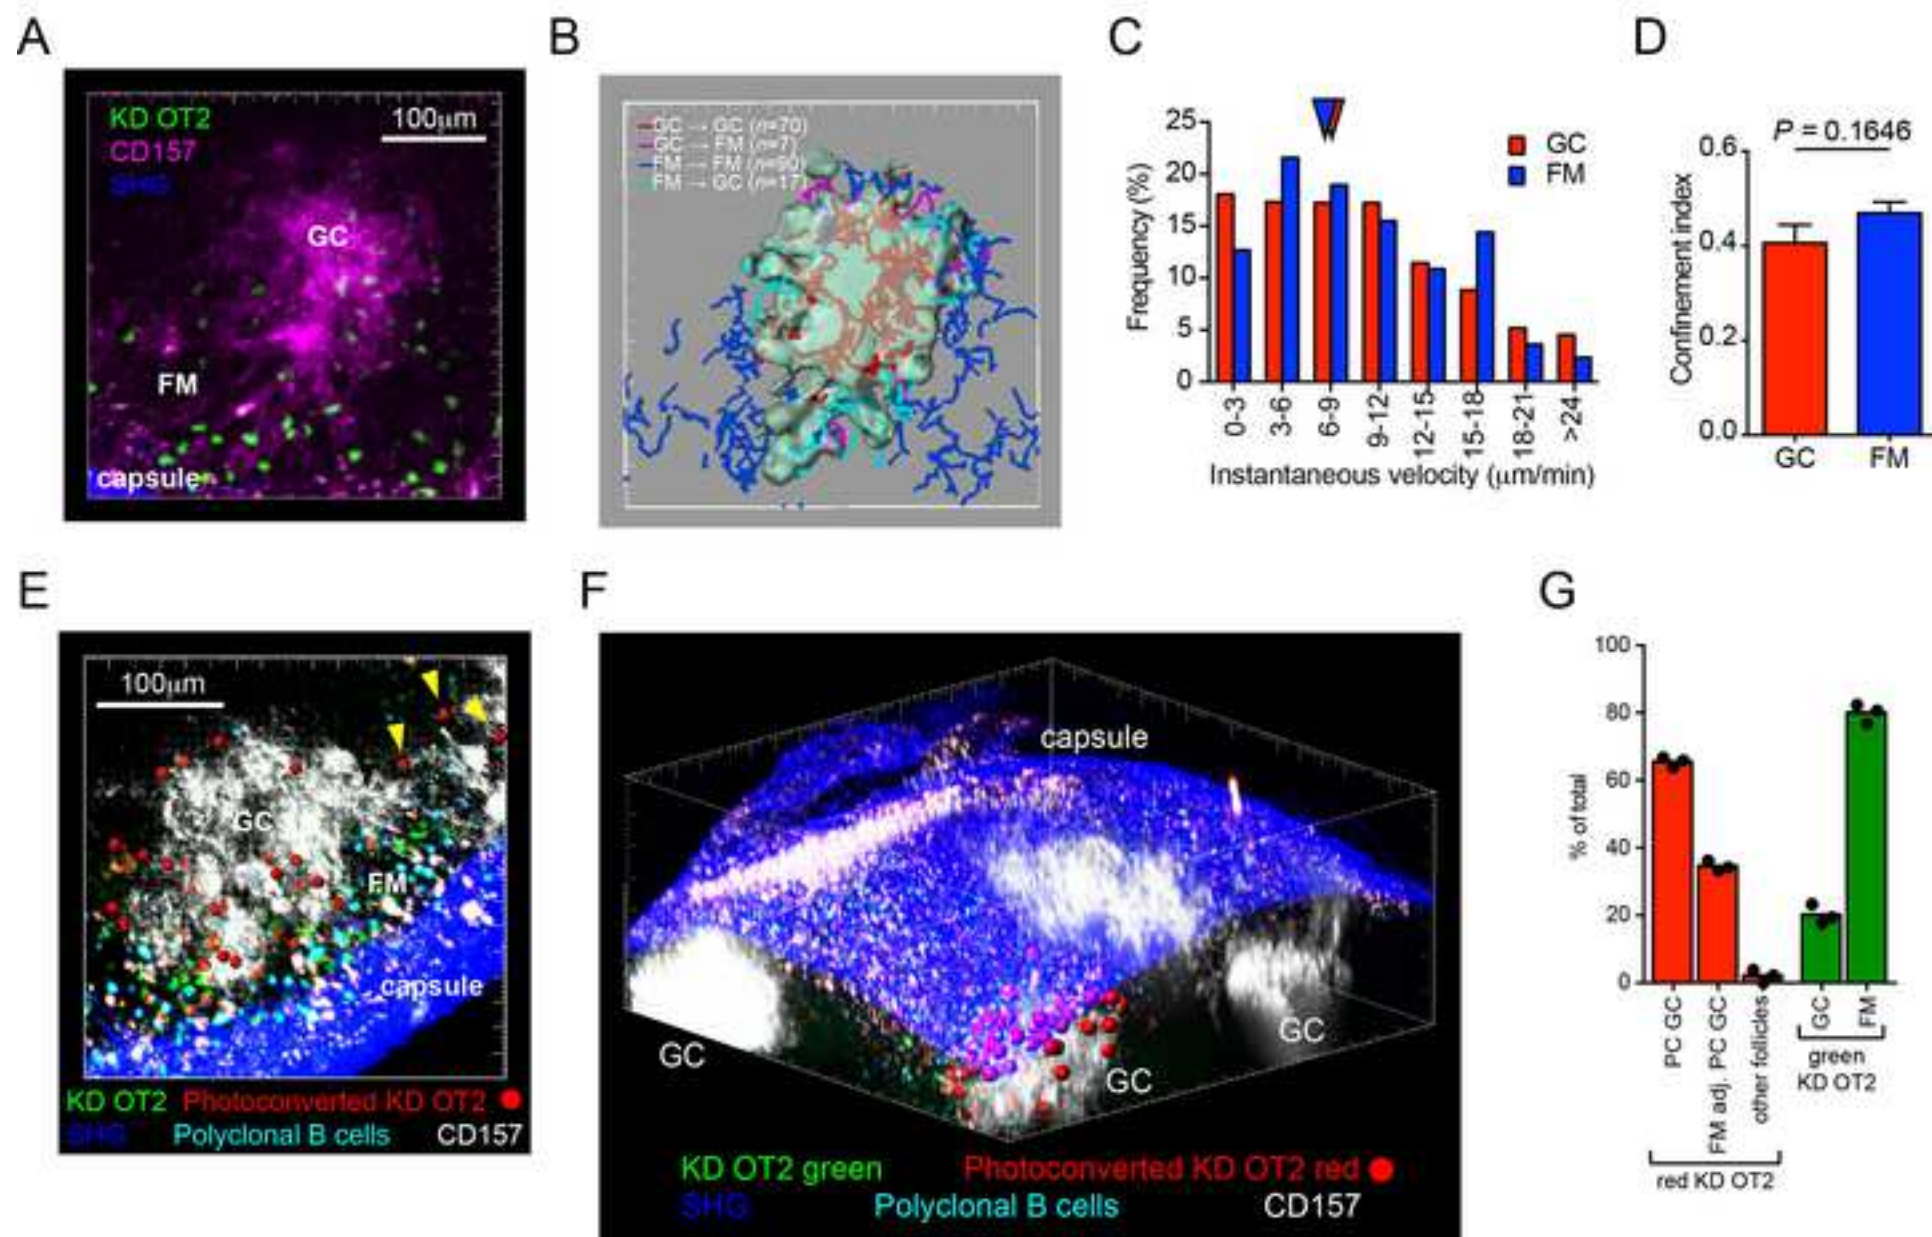 A
KD OT2
CD157
SHG
100µm
GC
FM
capsule
B
GC → GC (n=70)
GC → FM (n=7)
FM → FM (n=90)
FM → GC (n=17)
C
Frequency (%)
25
20
15
10
5
0
GC
FM
0-3
3-6
6-9
9-12
12-15
15-18
18-21
>24
Instantaneous velocity (µm/min)
D
P = 0.1646
Confinement index
0.6
0.4
0.2
0.0
GC
FM
E
100µm
GC
FM
capsule
KD OT2 Photoconverted KD OT2
SHG Polyclonal B cells CD157
F
capsule
GC
GC
GC
KD OT2 green Photoconverted KD OT2 red
SHG Polyclonal B cells CD157
G
% of total
100
80
60
40
20
0
PC GC
FM adj. PC GC
other follicles
GC
FM
green
KD OT2
red KD OT2